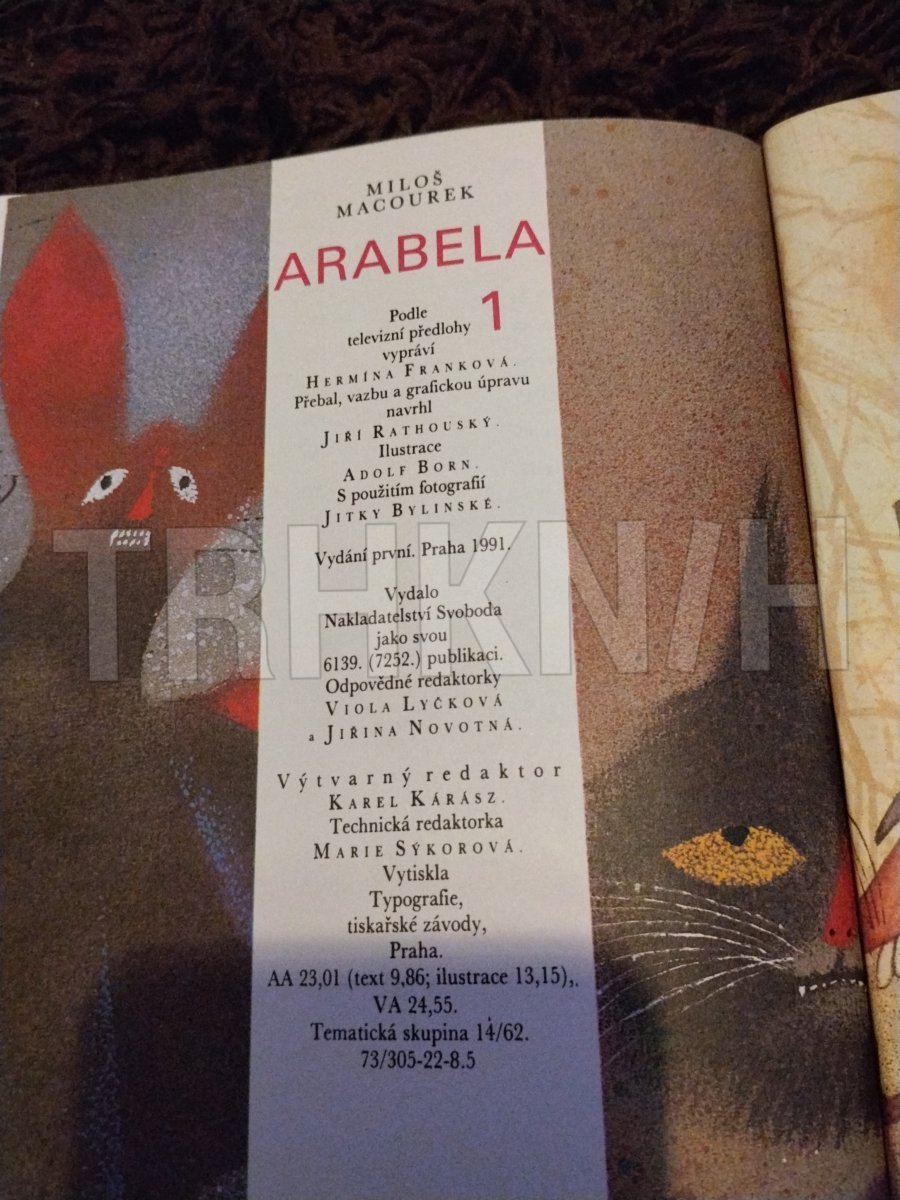 MILOŠ
MACOUREK
ARABELA
1
Podle
televizní předlohy
vypráví
HERMÍNA FRANKOVÁ.
Přebal, vazbu a grafickou úpravu
navrhl
JIŘÍ RATHOUSKÝ.
Ilustrace
ADOLF BORN.
S použitím fotografií
JITKY BYLINSKÉ.
Vydání první. Praha 1991.
Vydalo
Nakladatelství Svoboda
jako svou
6139. (7252.) publikaci.
Odpovědné redaktorky
VIOLA LYČKOVÁ
a JIŘINA NOVOTNÁ.
Výtvarný redaktor
KAREL KÁRÁSZ.
Technická redaktorka
MARIE SÝKOROVÁ.
Vytiskla
Typografie,
tiskařské závody,
Praha.
AA 23,01 (text 9,86; ilustrace 13,15),.
VA 24,55.
Tematická skupina 14/62.
73/305-22-8.5
TRHKN/H